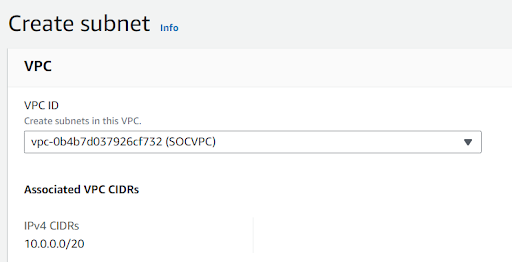 Create subnet Info
VPC
VPC ID
Create subnets in this VPC.
vpc-0b4b7d037926cf732 (SOCVPC)
Associated VPC CIDRs
IPv4 CIDRs
10.0.0.0/20